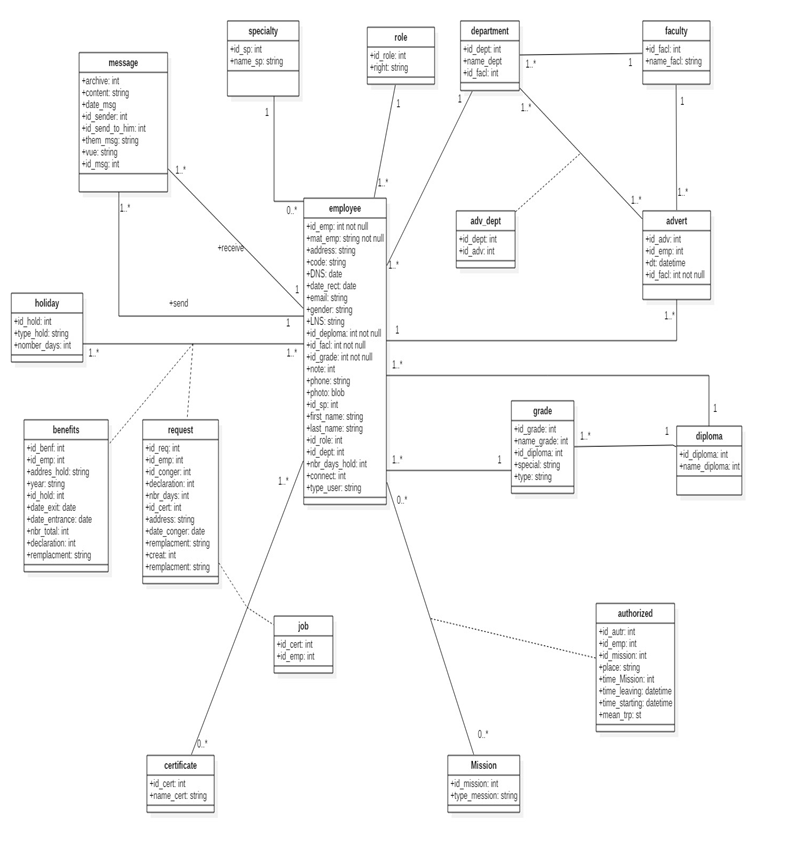 specialty
+id_sp: int
+name_sp: string
role
+id_role: int
+right: string
department
+id_dept: int
+name_dept
+id_facl: int
faculty
+id_facl: int
+name_facl: string
1..*
1
message
+archive: int
+content: string
+date_msg
+id_sender: int
+id_send_to_him: int
+them_msg: string
+vue: string
+id_msg: int
1
1
1
1..*
1
1..*
1..*
1..*
1..*
1..*
0..*
employee
+id_emp: int not null
+mat_emp: string not null
+address: string
+code: string
+DNS: date
+date_rect: date
+email: string
+gender: string
+LNS: string
+id_deploma: int not null
+id_facl: int not null
+id_grade: int not null
+note: int
+phone: string
+photo: blob
+id_sp: int
+first_name: string
+last_name: string
+id_role: int
+id_dept: int
+nbr_days_hold: int
+connect: int
+type_user: string
adv_dept
+id_dept: int
+id_adv: int
advert
+id_adv: int
+id_emp: int
+dt: datetime
+id_facl: int not null
+receive
1..*
1
+send
1
1
1..*
holiday
+id_hold: int
+type_hold: string
+nomber_days: int
1..*
1..*
1..*
1
grade
+id_grade: int
+name_grade: int
+id_diploma: int
+special: string
+type: string
1..*
1
diploma
+id_diploma: int
+name_diploma: int
1..*
1
benefits
+id_benf: int
+id_emp: int
+addres_hold: string
+year: string
+id_hold: int
+date_exit: date
+date_entrance: date
+nbr_total: int
+declaration: int
+remplacment: string
request
+id_req: int
+id_emp: int
+id_conger: int
+declaration: int
+nbr_days: int
+id_cert: int
+address: string
+date_conger: date
+remplacment: string
+creat: int
+remplacment: string
1..*
0..*
job
+id_cert: int
+id_emp: int
authorized
+id_autr: int
+id_emp: int
+id_mission: int
+place: string
+time_Mission: int
+time_leaving: datetime
+time_starting: datetime
+mean_trp: st
0..*
0..*
certificate
+id_cert: int
+name_cert: string
Mission
+id_mission: int
+type_mession: string